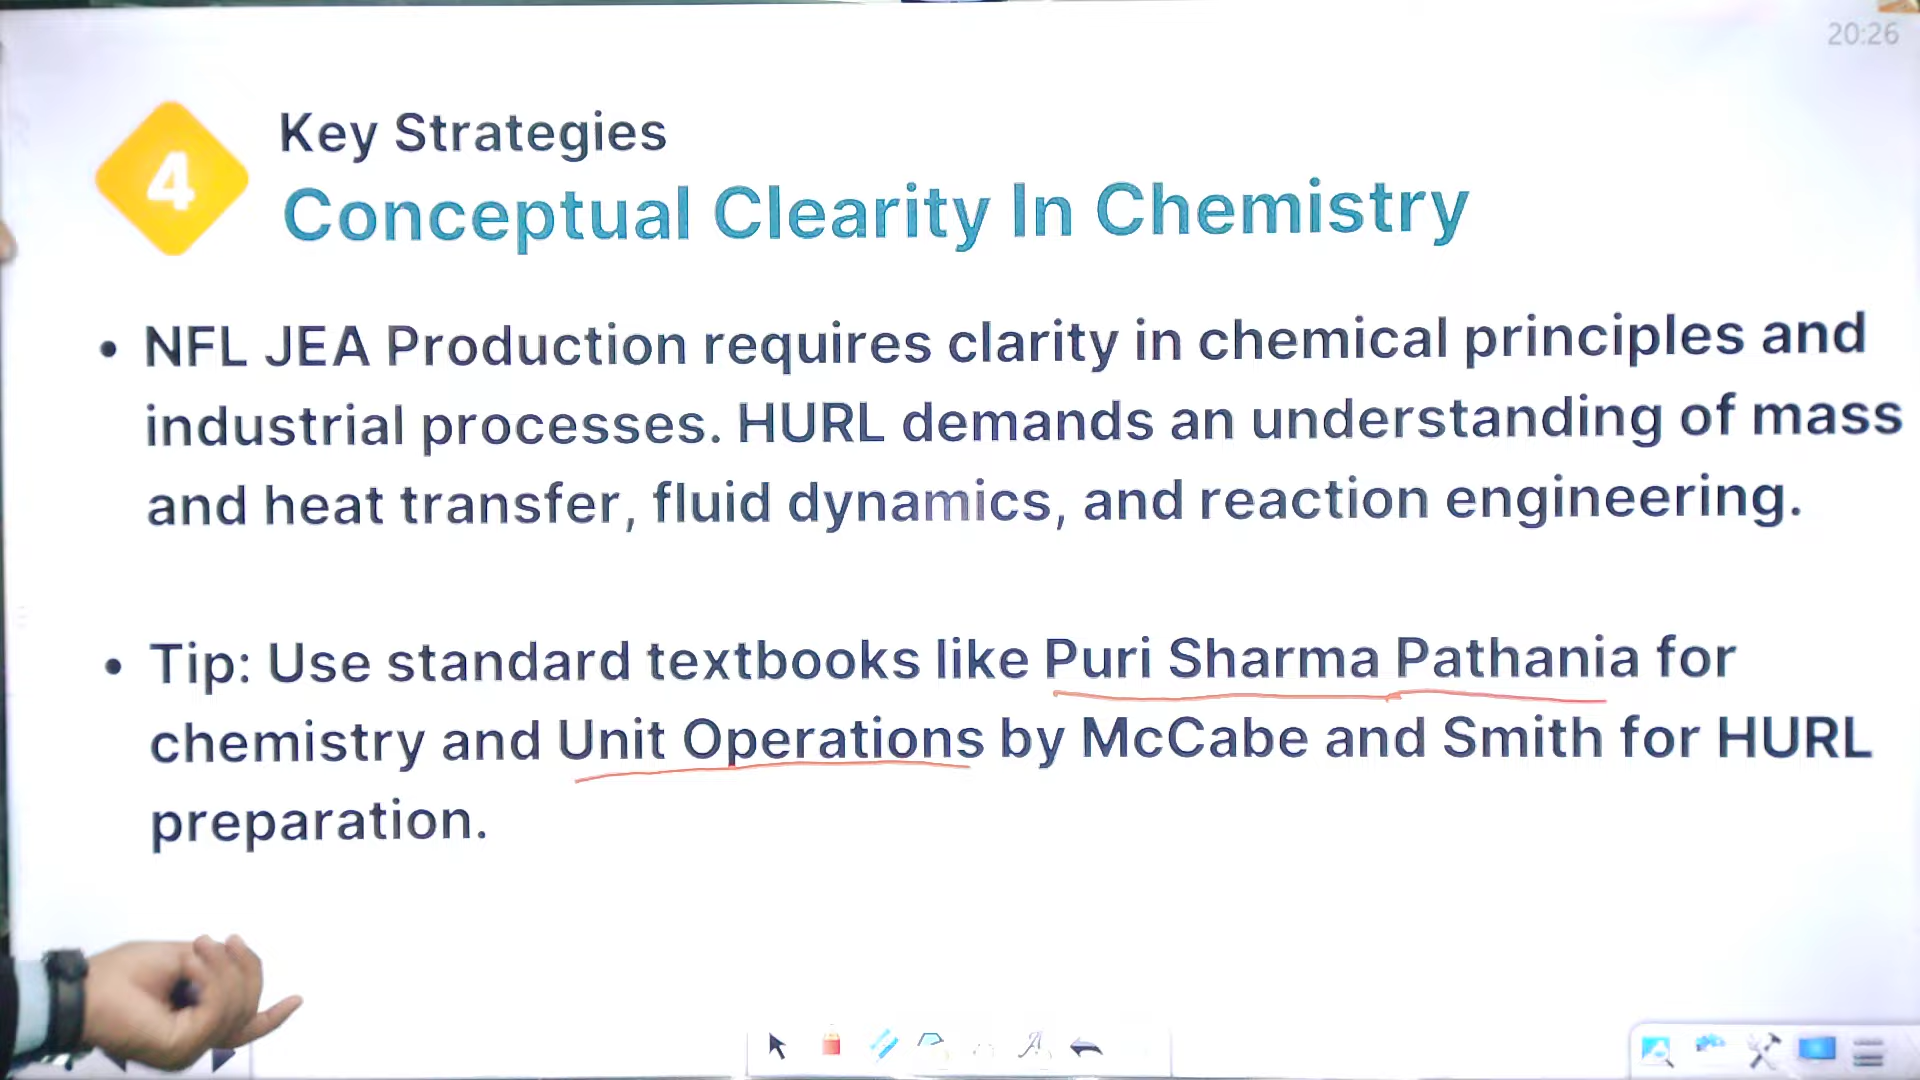 20:26
4
Key Strategies
Conceptual Clearity In Chemistry
• NFL JEA Production requires clarity in chemical principles and
industrial processes. HURL demands an understanding of mass
and heat transfer, fluid dynamics, and reaction engineering.
• Tip: Use standard textbooks like Puri Sharma Pathania for
chemistry and Unit Operations by McCabe and Smith for HURL
preparation.
A